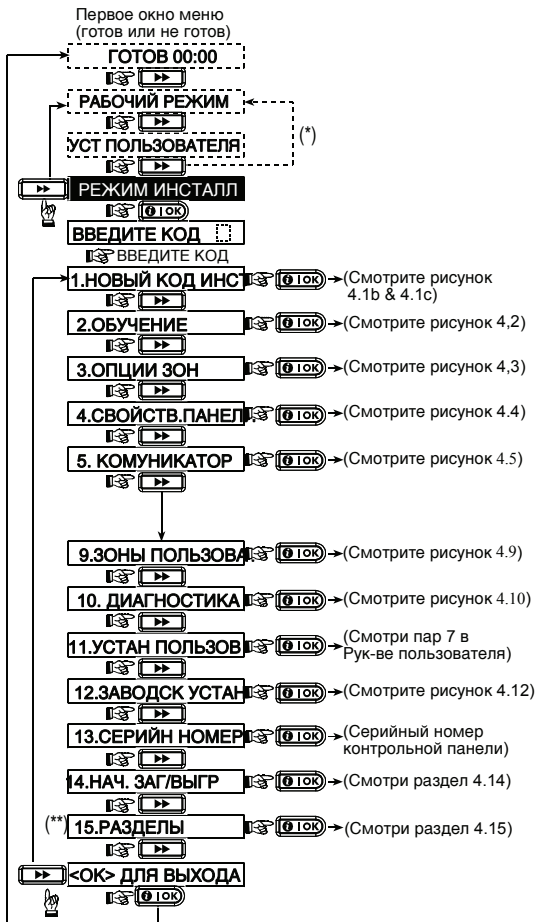 Первое окно меню
(готов или не готов)
ГОТОВ 00:00
РАБОЧИЙ РЕЖИМ
(*)
УСТ ПОЛЬЗОВАТЕЛЯ
РЕЖИМ ИНСТАЛЛ
ВВЕДИТЕ КОД
ВВЕДИТЕ КОД
1.НОВЫЙ КОД ИНСТ (Смотрите рисунок
4.1b & 4.1c)
2.ОБУЧЕНИЕ (Смотрите рисунок 4,2)
3.ОПЦИИ ЗОН (Смотрите рисунок 4,3)
4.СВОЙСТВ.ПАНЕЛ. (Смотрите рисунок 4.4)
5. КОМУНИКАТОР (Смотрите рисунок 4.5)
9.ЗОНЫ ПОЛЬЗОВА. (Смотрите рисунок 4.9)
10. ДИАГНОСТИКА (Смотрите рисунок 4.10)
11.УСТАН ПОЛЬЗОВ (Смотри пар 7 в
Рук-ве пользователя)
12.ЗАВОДСК УСТАН (Смотрите рисунок 4.12)
13.СЕРИЙН НОМЕР (Серийный номер
контрольной панели)
14.НАЧ. ЗАГ/ВЫГР (Смотри раздел 4.14)
(**) 15.РАЗДЕЛЫ (Смотри раздел 4.15)
<ОК> ДЛЯ ВЫХОДА